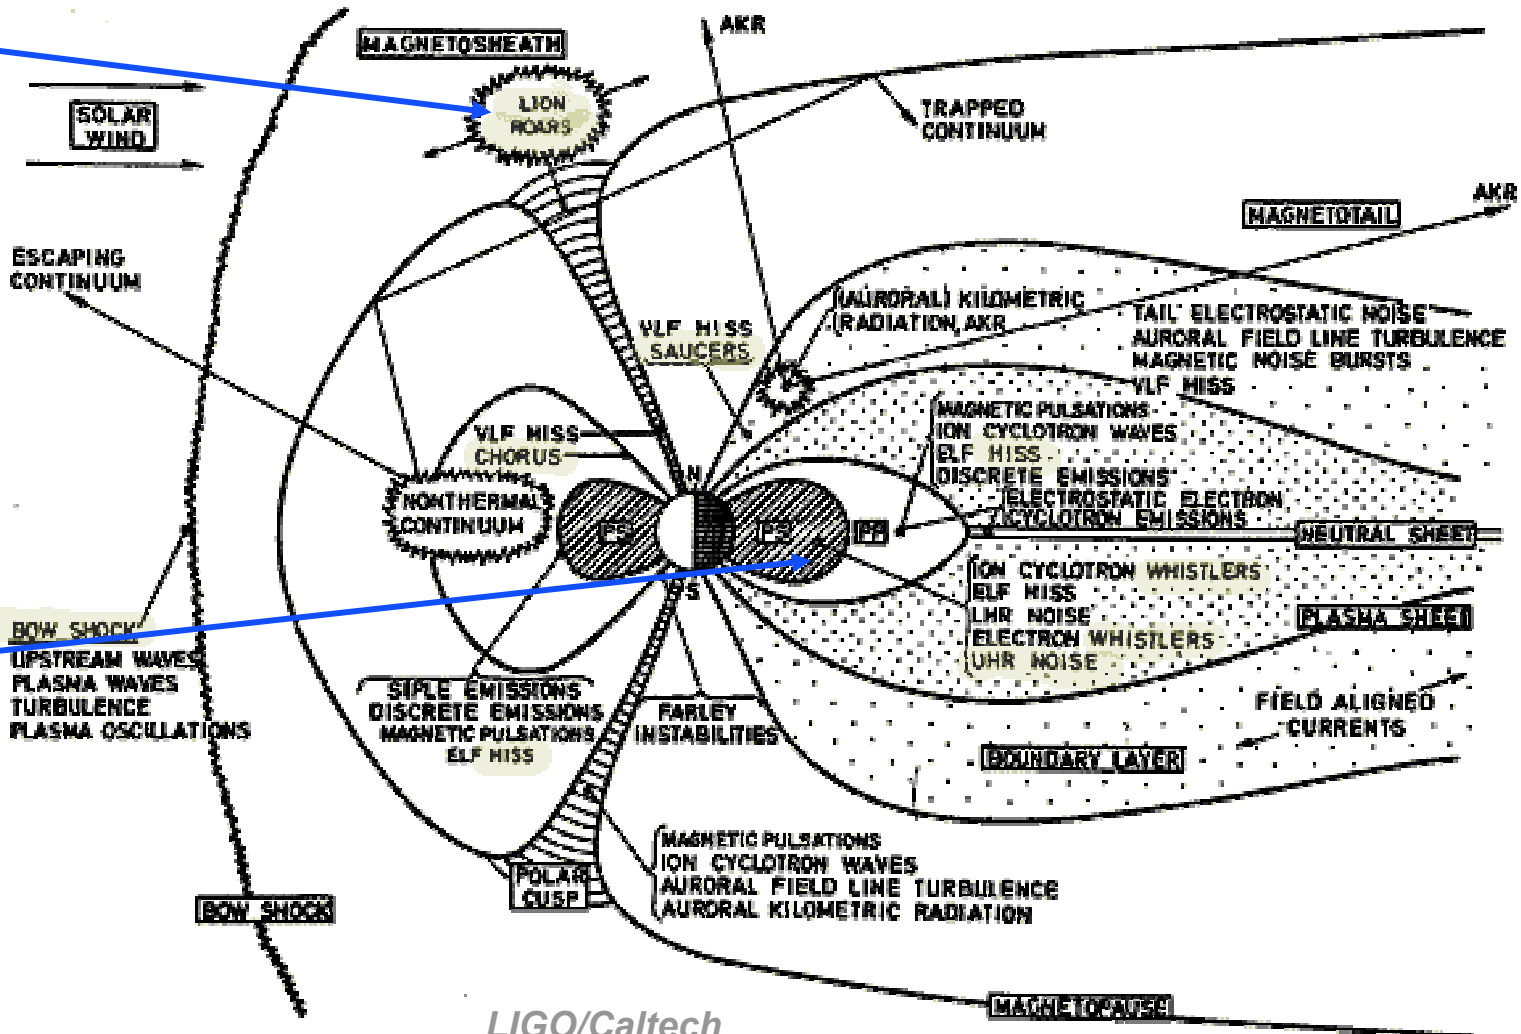 AKR
MAGNETOSHEATH
LION
ROARS
SOLAR
WIND
TRAPPED
CONTINUUM
AKR
MAGNETOTAIL
ESCAPING
CONTINUUM
(AURORAL) KILOMETRIC
RADIATION, AKR
TAIL ELECTROSTATIC NOISE
AURORAL FIELD LINE TURBULENCE
MAGNETIC NOISE BURSTS
VLF HISS
VLF HISS
SAUCERS
MAGNETIC PULSATIONS
ION CYCLOTRON WAVES
ELF HISS
DISCRETE EMISSIONS
ELECTROSTATIC ELECTRON
CYCLOTRON EMISSIONS
VLF HISS
CHORUS
N
NONTHERMAL
CONTINUUM
PS
PS
PP
NEUTRAL SHEET
S
ION CYCLOTRON WHISTLERS
ELF HISS
LHR NOISE
ELECTRON WHISTLERS
UHR NOISE
PLASMA SHEET
BOW SHOCK
UPSTREAM WAVES
PLASMA WAVES
TURBULENCE
PLASMA OSCILLATIONS
SIPLE EMISSIONS
DISCRETE EMISSIONS
MAGNETIC PULSATIONS
ELF HISS
FARLEY
INSTABILITIES
FIELD ALIGNED
CURRENTS
BOUNDARY LAYER
MAGNETIC PULSATIONS
ION CYCLOTRON WAVES
AURORAL FIELD LINE TURBULENCE
AURORAL KILOMETRIC RADIATION
POLAR
CUSP
BOW SHOCK
MAGNETOPAUSE
LIGO/Caltech